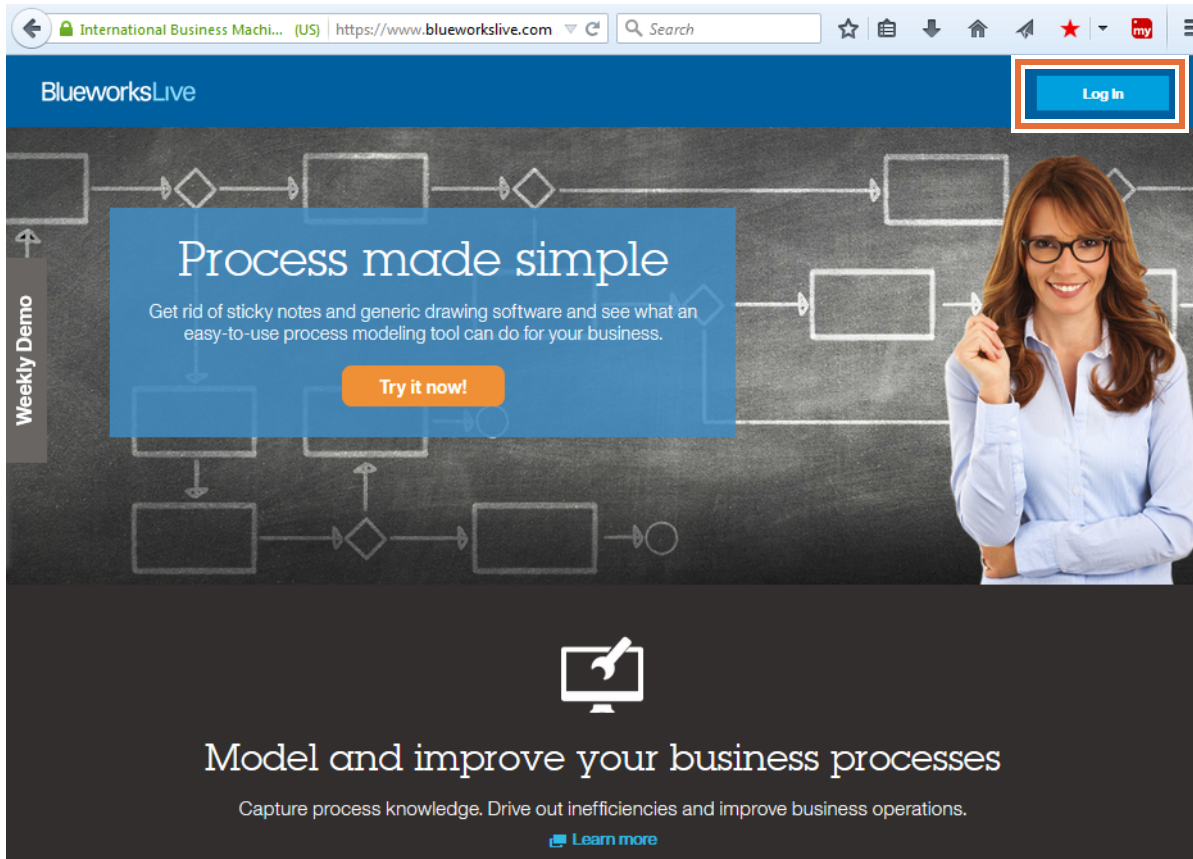 International Business Machi... (US) https://www.blueworkslive.com Search
my
BlueworksLive
Log In
Process made simple
Get rid of sticky notes and generic drawing software and see what an
easy-to-use process modeling tool can do for your business.
Try it now!
Weekly Demo
Model and improve your business processes
Capture process knowledge. Drive out inefficiencies and improve business operations.
Learn more